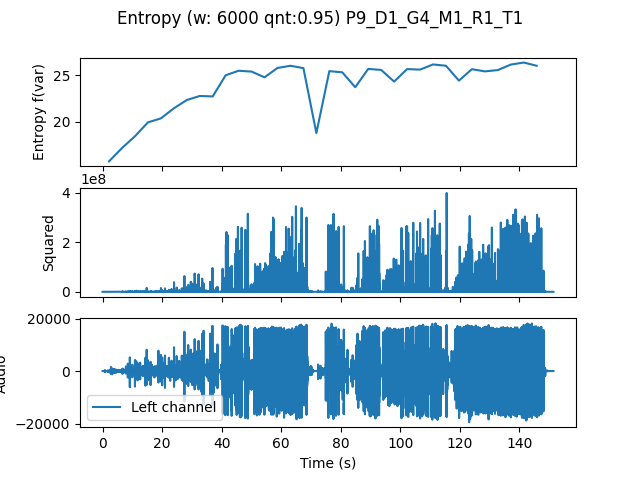 Entropy (w: 6000 qnt:0.95) P9_D1_G4_M1_R1_T1
Entropy f(var)
25
20
1e8
Squared
4
2
0
Audio
20000
0
−20000
Left channel
0 20 40 60 80 100 120 140
Time (s)